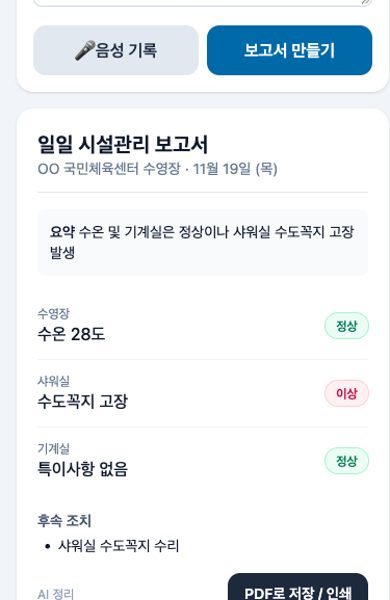 음성 기록
보고서 만들기
일일 시설관리 보고서
OO 국민체육센터 수영장 · 11월 19일 (목)
요약 수온 및 기계실은 정상이나 샤워실 수도꼭지 고장
발생
수영장
수온 28도
정상
샤워실
수도꼭지 고장
이상
기계실
특이사항 없음
정상
후속 조치
• 샤워실 수도꼭지 수리
AI 정리
PDF로 저장 / 인쇄